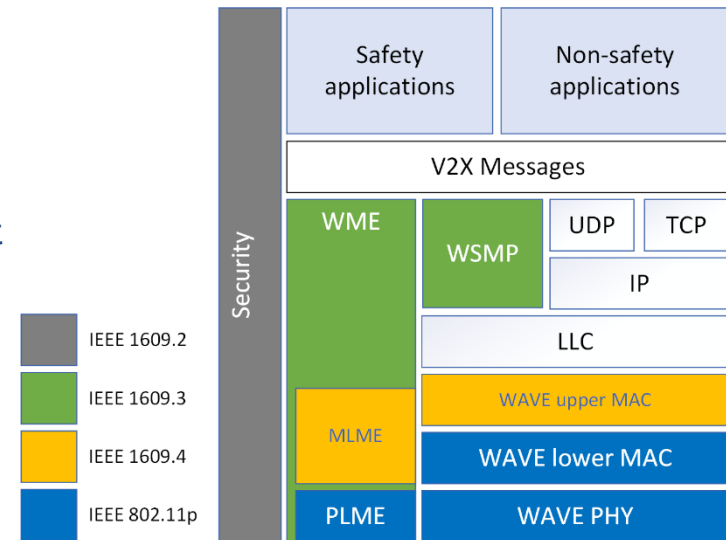 Safety
applications
Non-safety
applications
V2X Messages
WME
WSMP
UDP
TCP
IP
Security
LLC
IEEE 1609.2
WAVE upper MAC
IEEE 1609.3
MLME
IEEE 1609.4
WAVE lower MAC
IEEE 802.11p
PLME
WAVE PHY